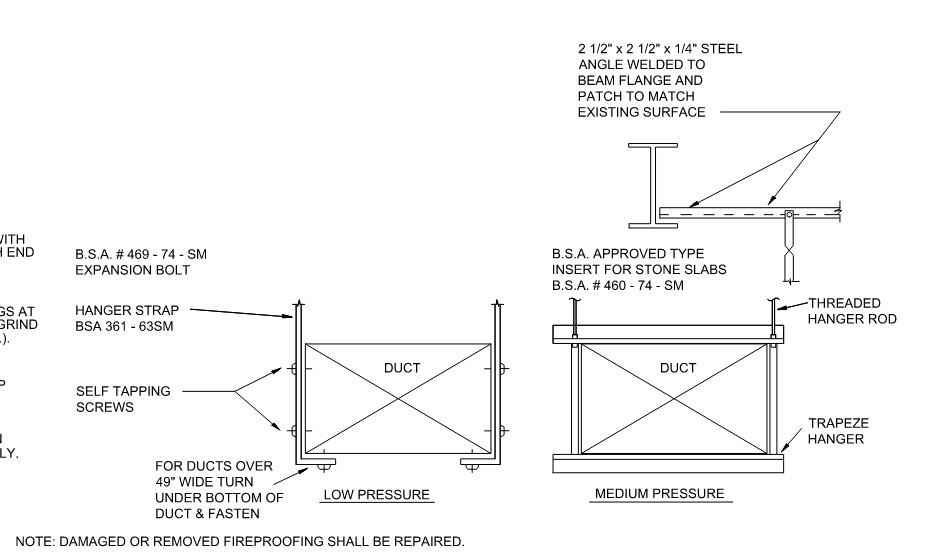 2 1/2" x 2 1/2" x 1/4" STEEL
ANGLE WELDED TO
BEAM FLANGE AND
PATCH TO MATCH
EXISTING SURFACE
WITH
END
GS AT
GRIND
.).
P
N
LY.
B.S.A. # 469 - 74 - SM
EXPANSION BOLT
HANGER STRAP
BSA 361 - 63SM
SELF TAPPING
SCREWS
DUCT
FOR DUCTS OVER
49" WIDE TURN
UNDER BOTTOM OF
DUCT & FASTEN
LOW PRESSURE
B.S.A. APPROVED TYPE
INSERT FOR STONE SLABS
B.S.A. # 460 - 74 - SM
THREADED
HANGER ROD
DUCT
TRAPEZE
HANGER
MEDIUM PRESSURE
NOTE: DAMAGED OR REMOVED FIREPROOFING SHALL BE REPAIRED.